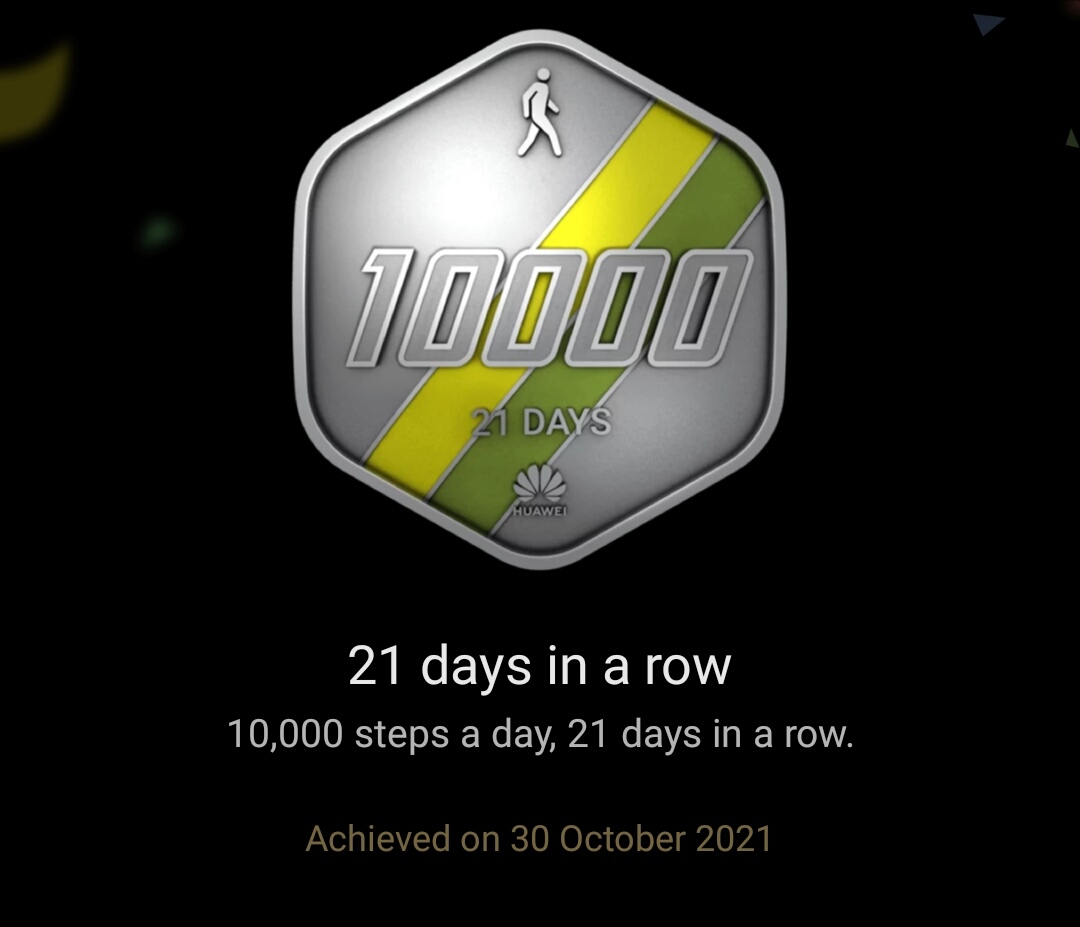 10000
21 DAYS
HUAWEI
21 days in a row
10,000 steps a day, 21 days in a row.
Achieved on 30 October 2021